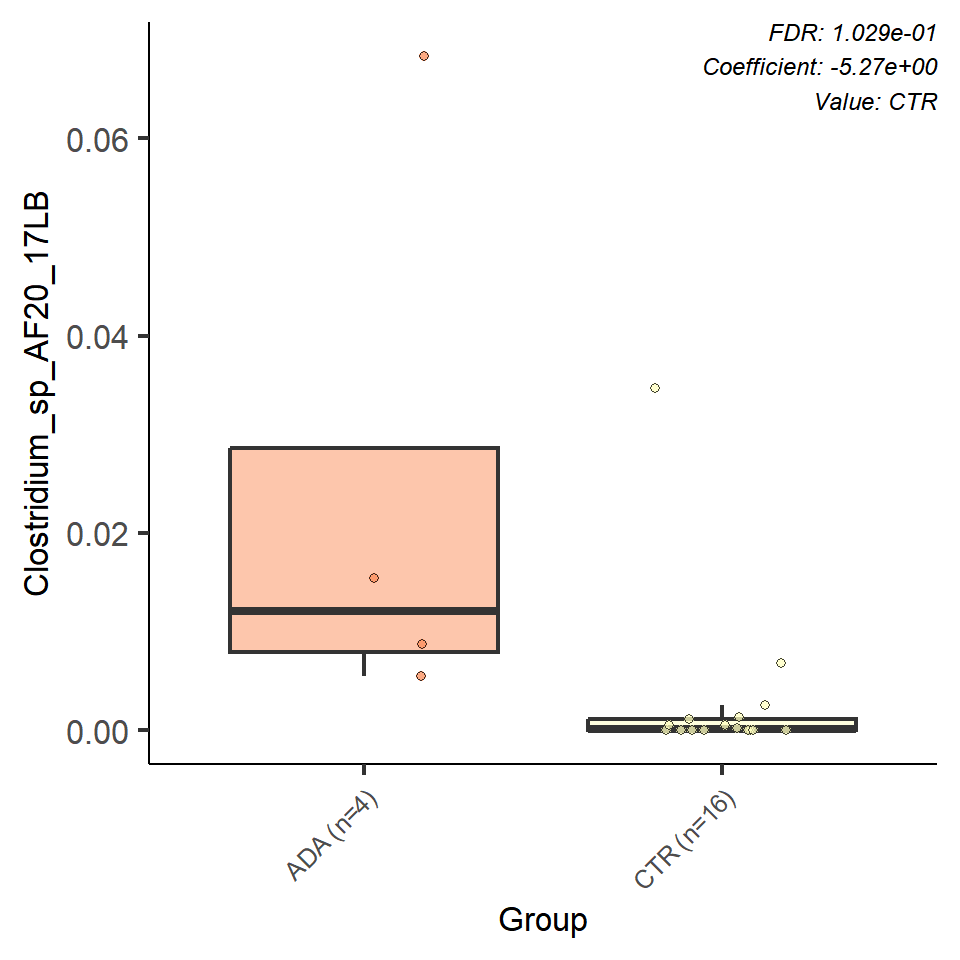 FDR: 1.029e-01
Coefficient: -5.27e+00
Value: CTR
Clostridium_sp_AF20_17LB
0.06
0.04
0.02
0.00
ADA (n=4)
CTR (n=16)
Group